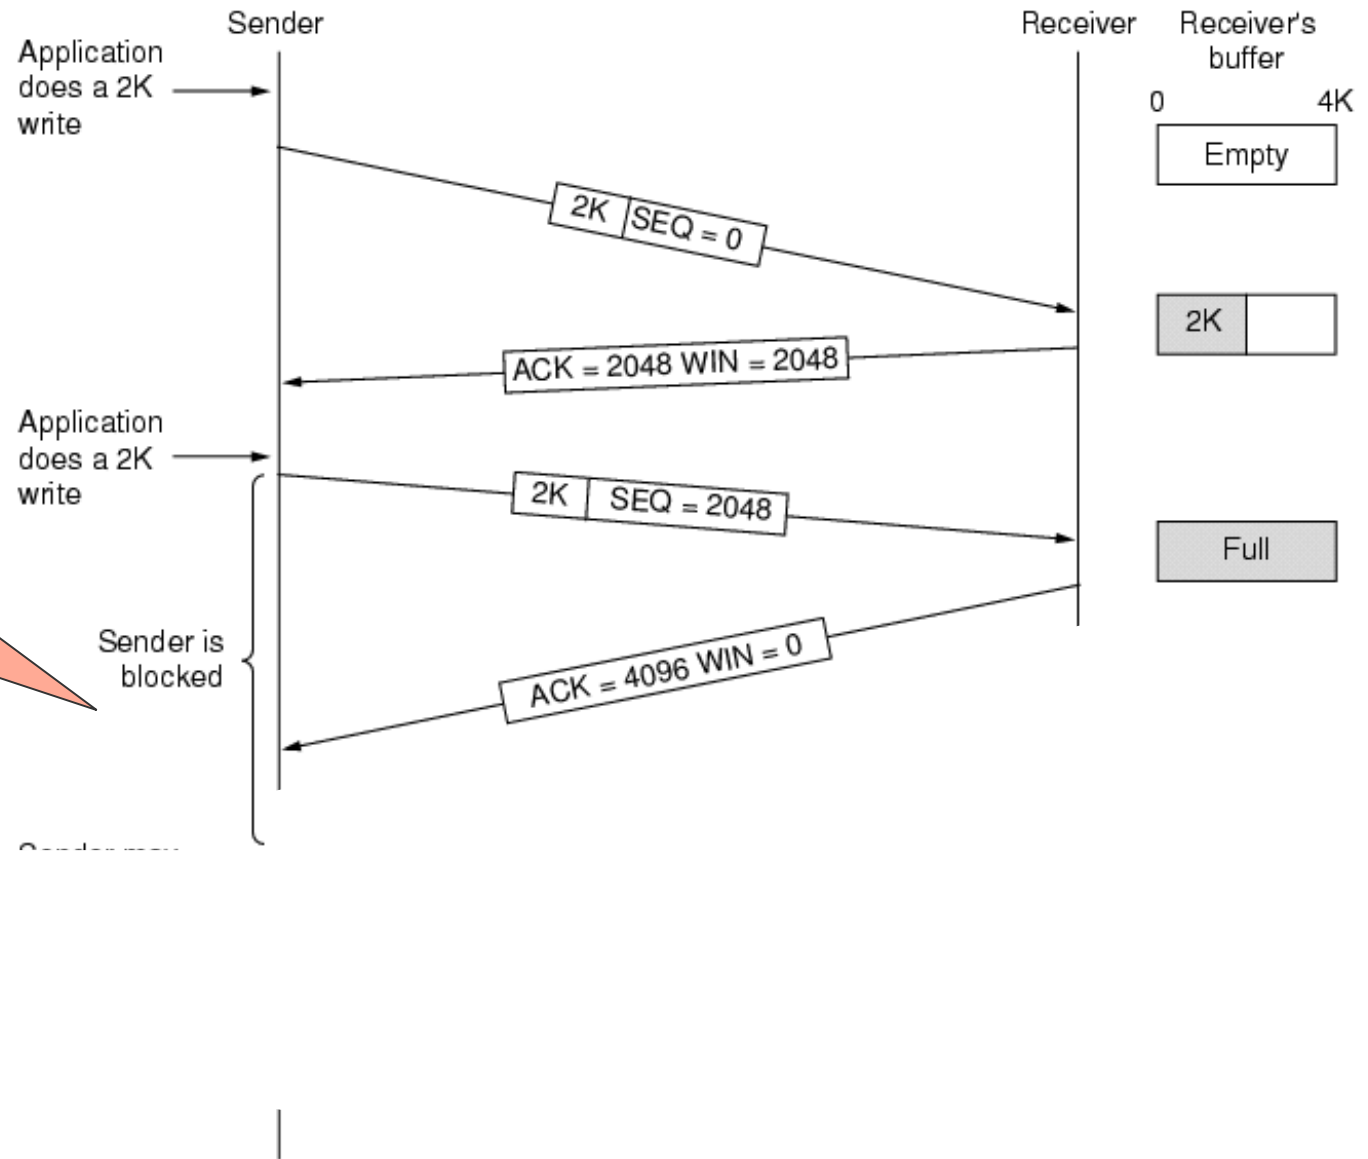 Sender
Receiver
Receiver's
buffer
Application
does a 2K
write
0
4K
Empty
2K
SEQ = 0
2K
ACK = 2048 WIN = 2048
Application
does a 2K
write
2K
SEQ = 2048
Full
Sender is
blocked
ACK = 4096 WIN = 0